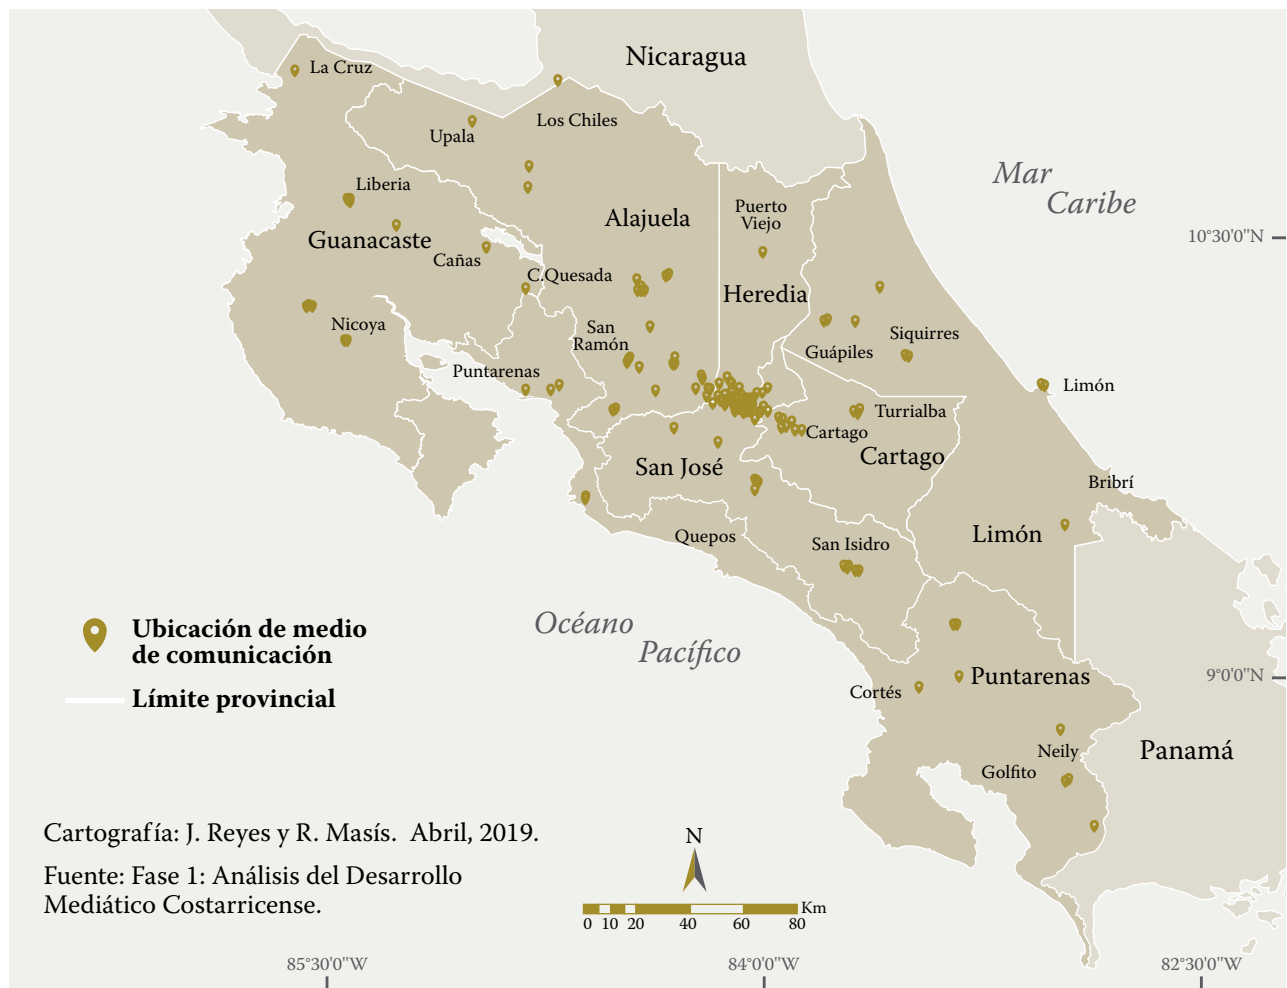 Nicaragua
La Cruz
Los Chiles
Upala
Mar
Caribe
Liberia
Puerto
Viejo
Alajuela
10°30'0"N
Guanacaste
Cañas
C.Quesada
Heredia
Nicoya
San
Ramón
Siquirres
Guápiles
Puntarenas
Limón
Turrialba
Cartago
Cartago
San José
Bribrí
Quepos
San Isidro
Limón
Océano
Pacífico
Ubicación de medio
de comunicación
Límite provincial
Puntarenas
9°0'0"N
Cortés
Neily
Panamá
Golfito
Cartografía: J. Reyes y R. Masís. Abril, 2019.
Fuente: Fase 1: Análisis del Desarrollo
Mediático Costarricense.
N
Km
0 10 20 40 60 80
85°30'0"W
84°0'0"W
82°30'0"W